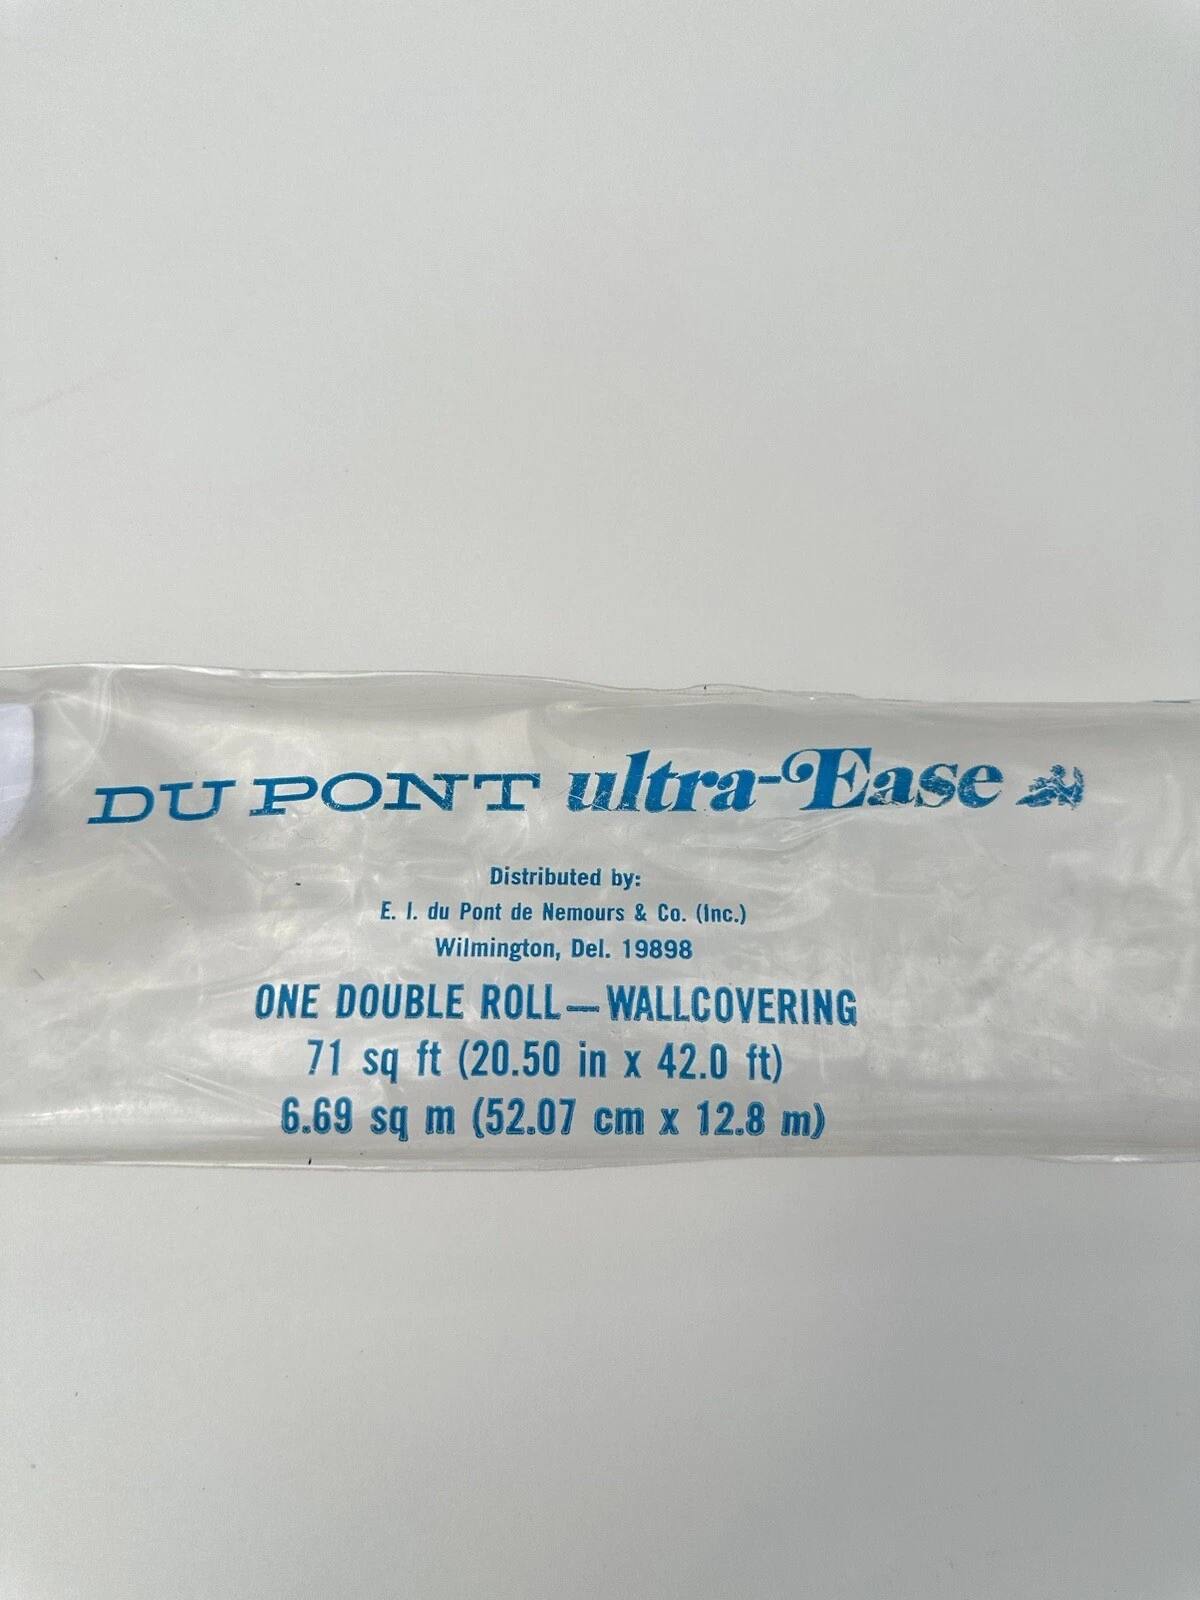 DU PONT ultra-Ease
Distributed by:
E. I. du Pont de Nemours & Co. (Inc.)
Wilmington, Del. 19898
ONE DOUBLE ROLL—WALLCOVERING
71 sq ft (20.50 in x 42.0 ft)
6.69 sq m (52.07 cm x 12.8 m)